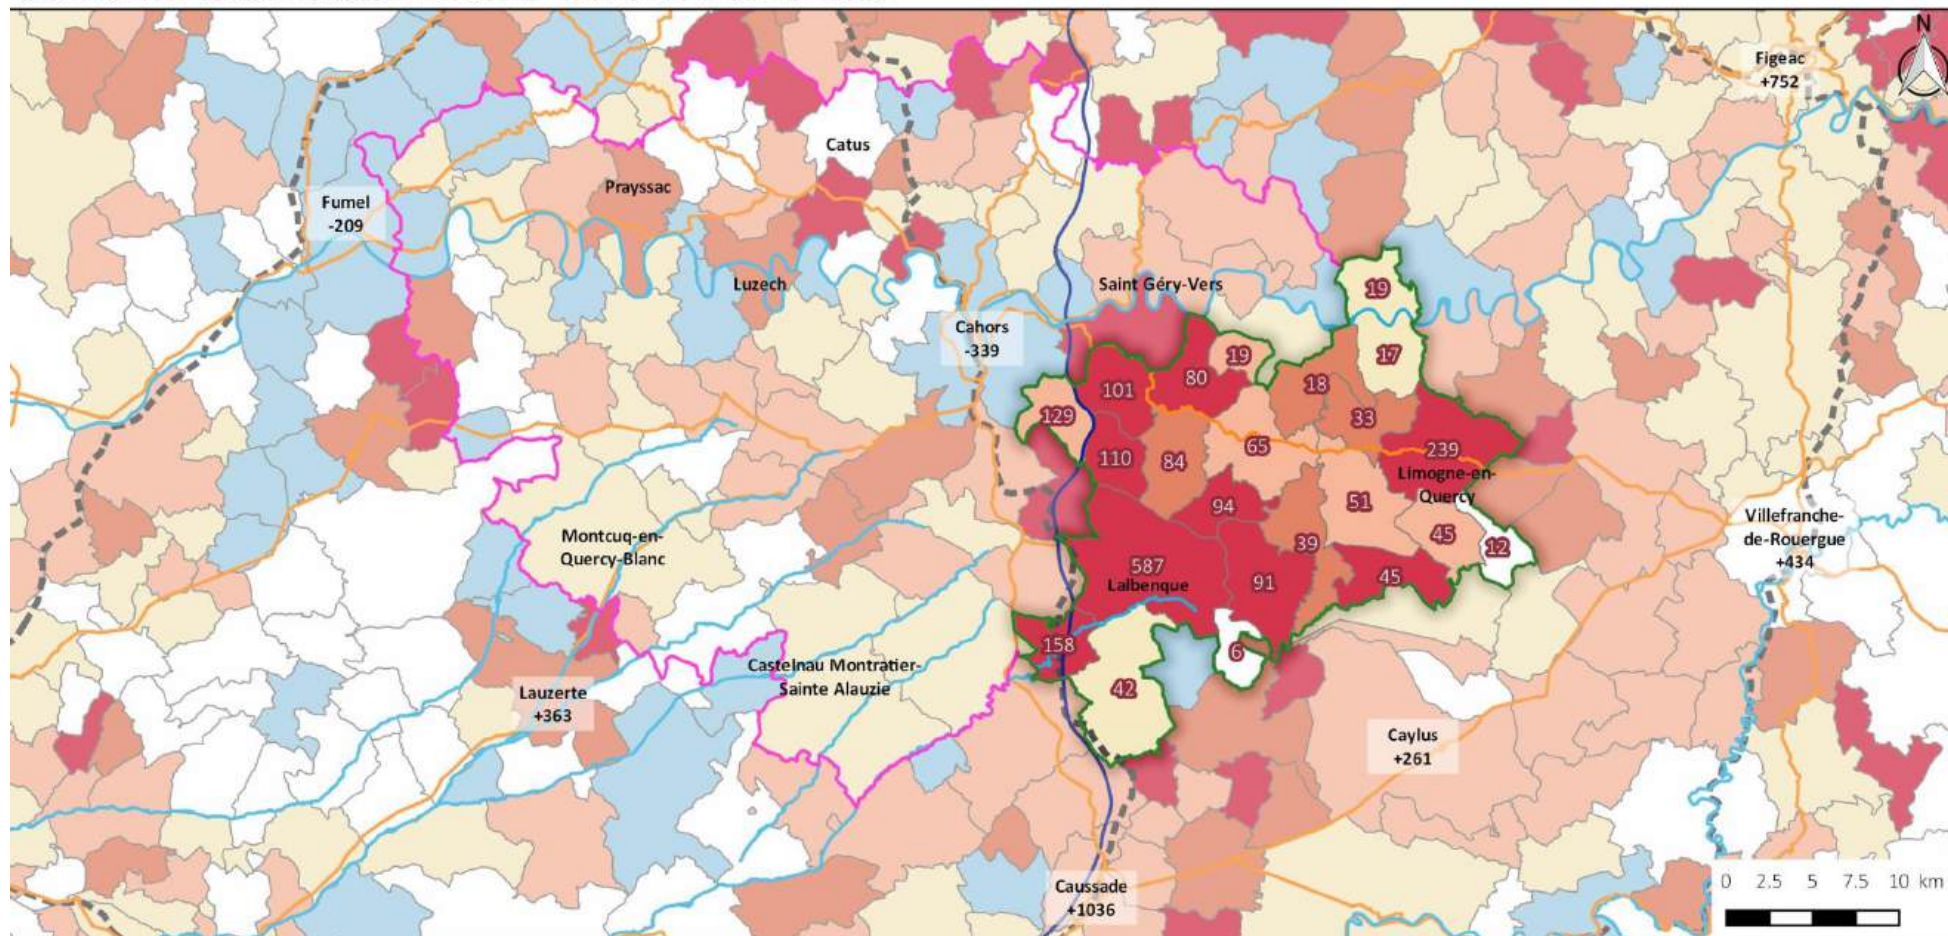 N
Figeac
+752
Catus
Prayssac
Fumel
-209
Luzech
Saint Géry-Vers
19
Cahors
-339
17
19
80
101
18
129
33
65
239
110
84
Limogne-en-
Quercy
94
51
Villefranche-
de-Rouergue
+434
Montcuq-en-
Quercy-Blanc
45
12
39
587
Lalbenque
91
45
158
6
Castelnau Montratier-
Sainte Alauzie
42
Lauzerte
+363
Caylus
+261
Caussade
+1036
0 2.5 5 7.5 10 km